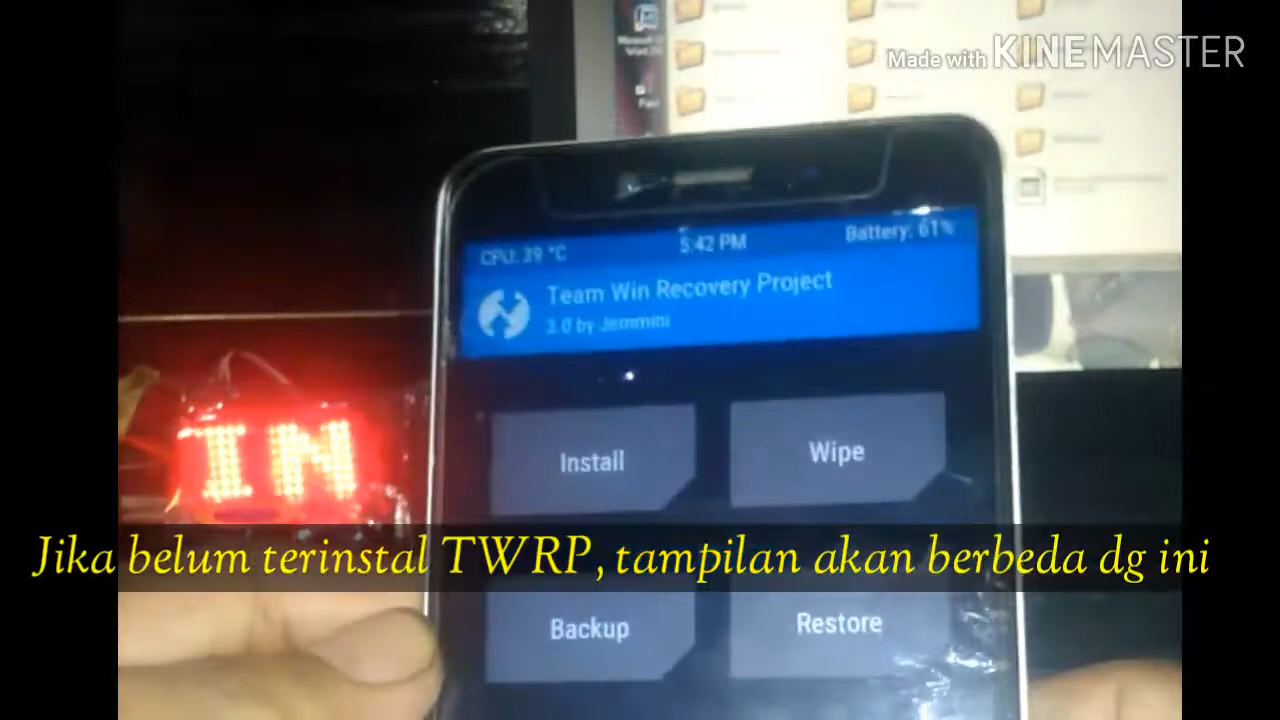 Made with KINEMASTER
CPU: 39 °C 5:42 PM Battery: 61%
Team Win Recovery Project
3.0 by Jemmini
Install Wipe
IN
Jika belum terinstal TWRP, tampilan akan berbeda dg ini
Backup Restore